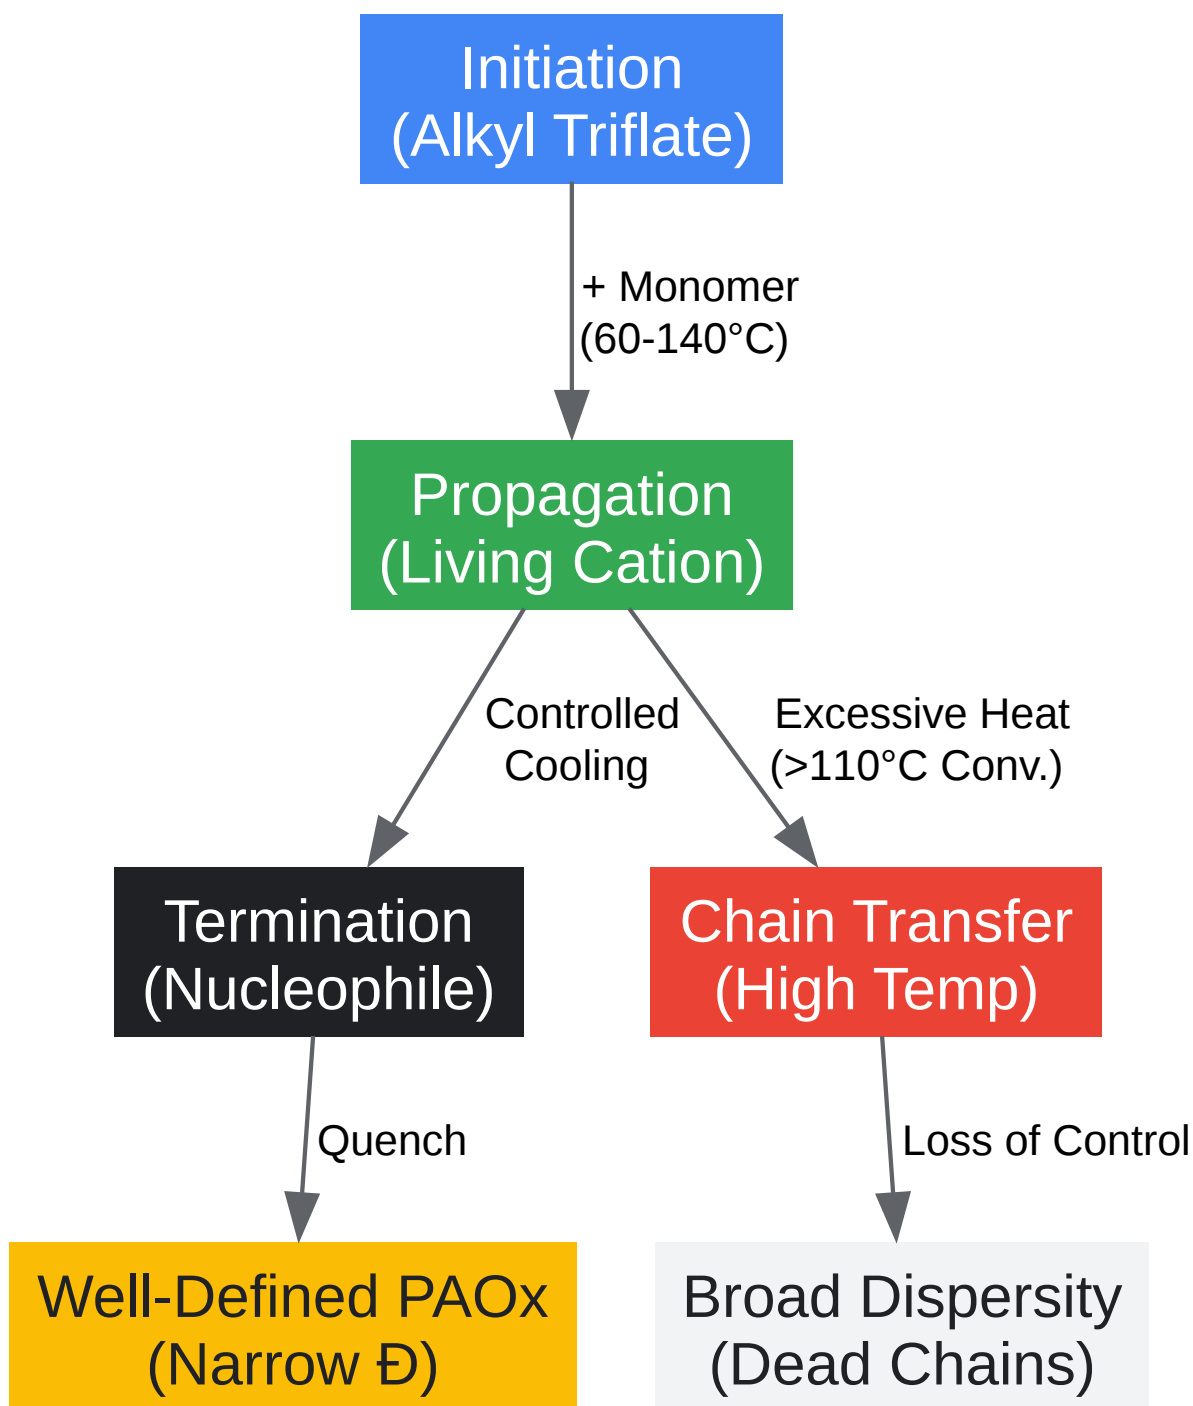 Initiation
(Alkyl Triflate)
+ Monomer
(60-140°C)
Propagation
(Living Cation)
Controlled
Cooling
Excessive Heat
(>110°C Conv.)
Termination
(Nucleophile)
Chain Transfer
(High Temp)
Quench
Loss of Control
Well-Defined PAOx
(Narrow Đ)
Broad Dispersity
(Dead Chains)